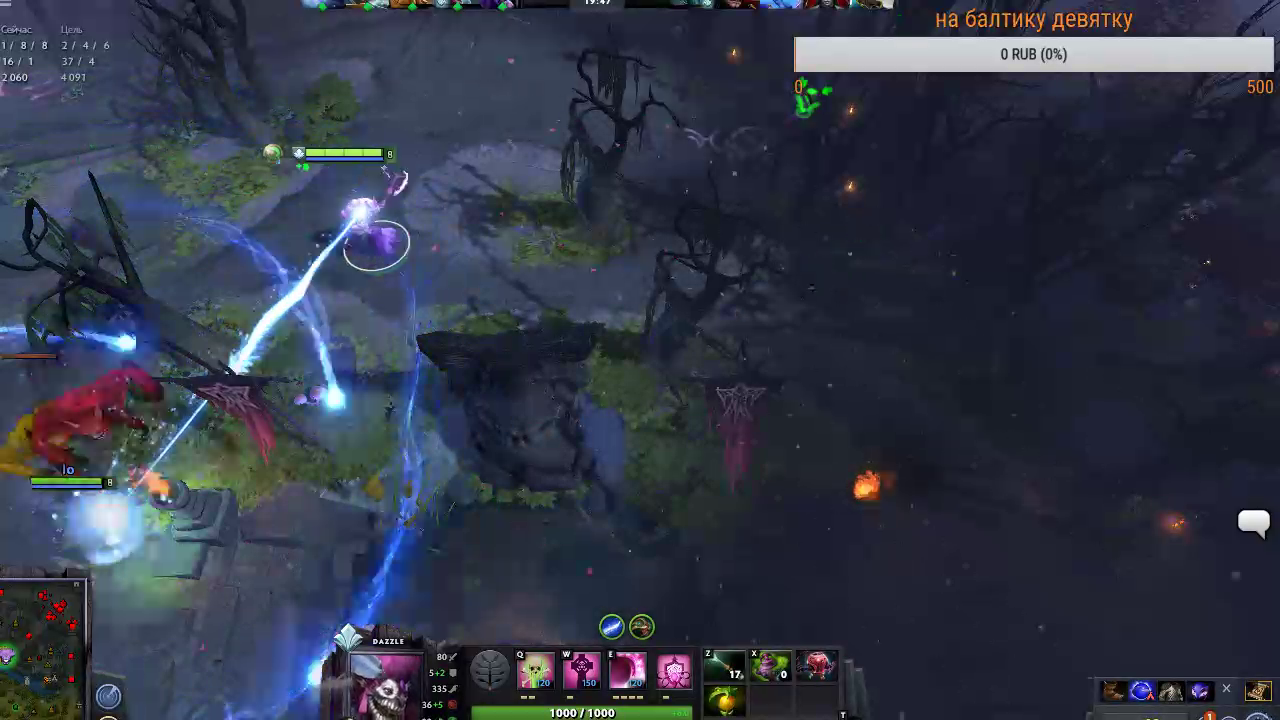 19:47
на балтику девятку
0 RUB (0%)
0 500
Сейчас Цель
1 / 8 / 8 2 / 4 / 6
16 / 1 37 / 4
2 060 4 091
8
Io
8
DAZZLE
80
5+2
335
36+5
Q W E Z X
120 150 120 17 0
1000 / 1000
T
1